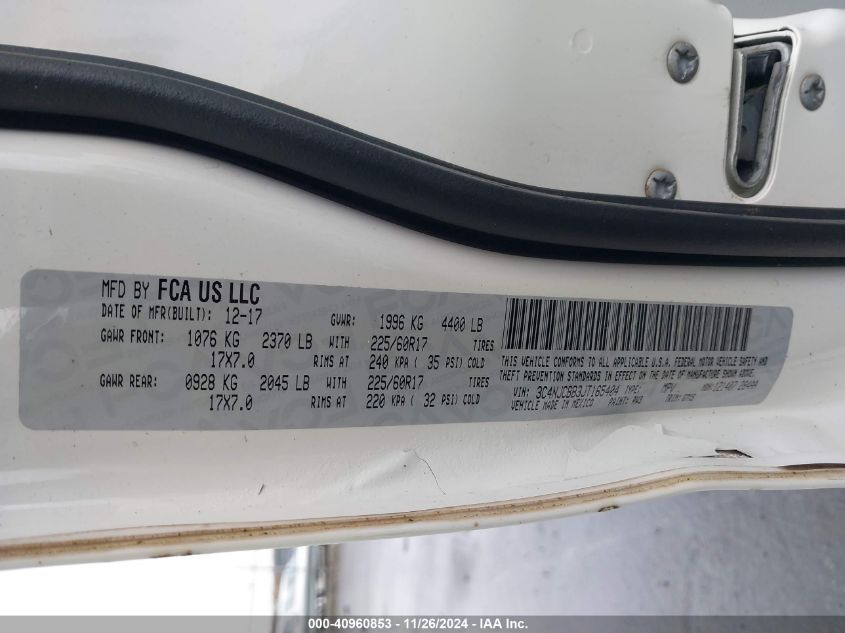 MFD BY FCA US LLC
DATE OF MFR(BUILT): 12-17 GVWR: 1996 KG 4400 LB
GAWR FRONT: 1076 KG 2370 LB WITH 225/60R17 TIRES
17X7.0 RIMS AT 240 KPA ( 35 PSI) COLD
GAWR REAR: 0928 KG 2045 LB WITH 225/60R17 TIRES
17X7.0 RIMS AT 220 KPA ( 32 PSI) COLD
THIS VEHICLE CONFORMS TO ALL APPLICABLE U.S.A. FEDERAL MOTOR VEHICLE SAFETY AND
THEFT PREVENTION STANDARDS IN EFFECT ON THE DATE OF MANUFACTURE SHOWN ABOVE.
VIN: 3C4NJCBB3JT165404 TYPE: MPV MDH:
VEHICLE MADE IN MEXICO PAINT: PW3 TRIM:
000-40960853 - 11/26/2024 - IAA Inc.